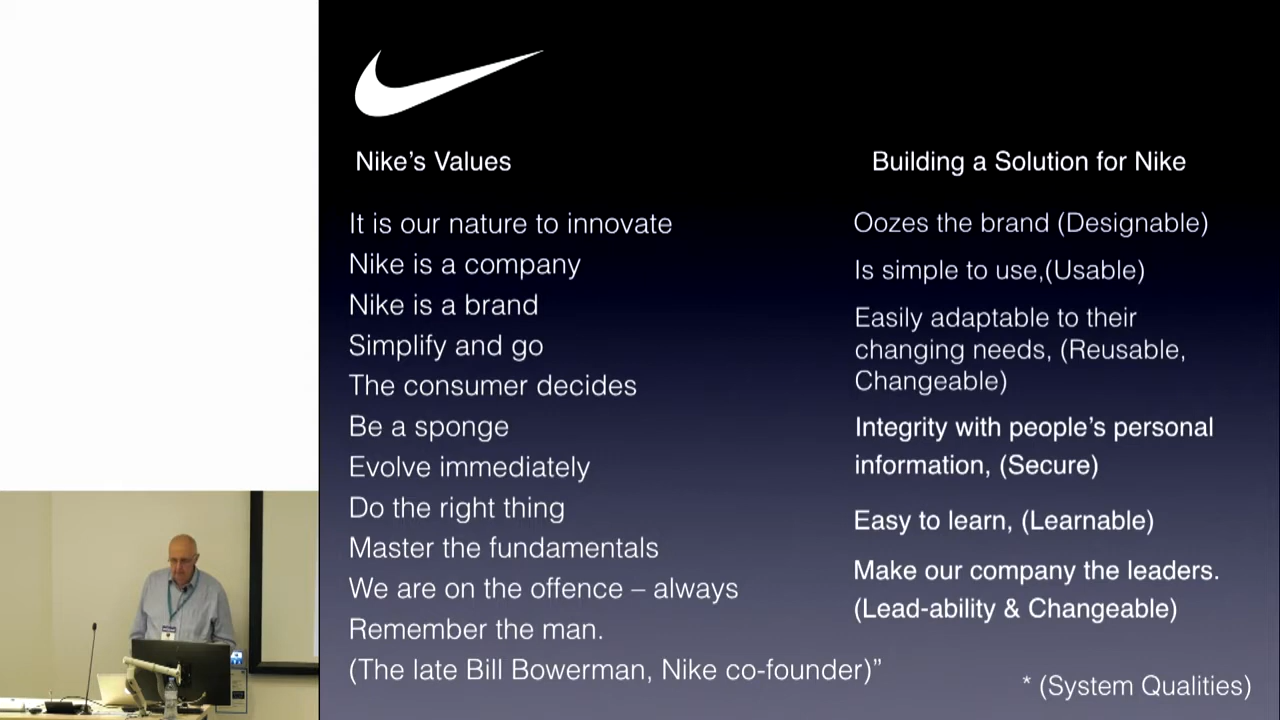 Nike’s Values
It is our nature to innovate
Nike is a company
Nike is a brand
Simplify and go
The consumer decides
Be a sponge
Evolve immediately
Do the right thing
Master the fundamentals
We are on the offence – always
Remember the man.
(The late Bill Bowerman, Nike co-founder)”
Building a Solution for Nike
Oozes the brand (Designable)
Is simple to use,(Usable)
Easily adaptable to their
changing needs, (Reusable,
Changeable)
Integrity with people’s personal
information, (Secure)
Easy to learn, (Learnable)
Make our company the leaders.
(Lead-ability & Changeable)
* (System Qualities)